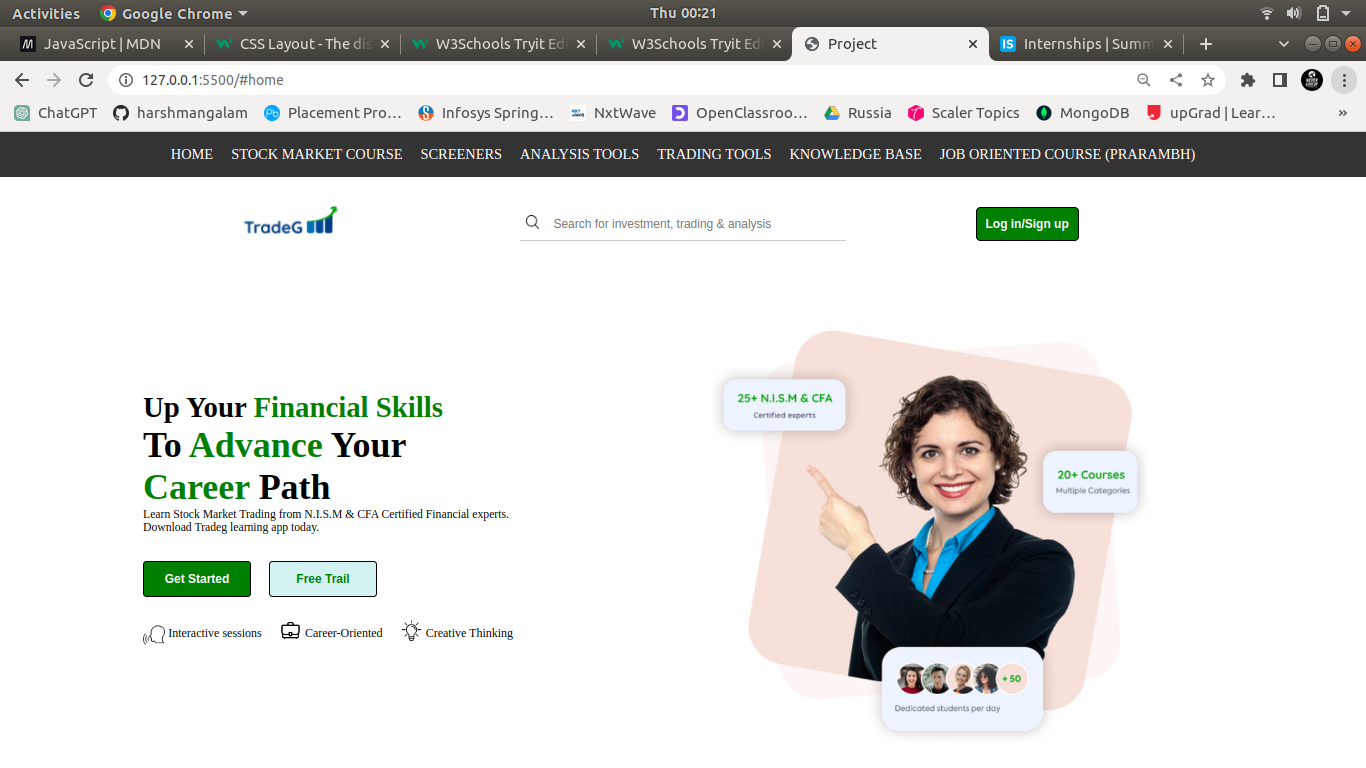 Activities Google Chrome Thu 00:21
JavaScript | MDN CSS Layout - The dis W3Schools Tryit Edi W3Schools Tryit Edi Project Internships | Summ
127.0.0.1:5500/#home
ChatGPT harshmangalam Placement Pro… Infosys Spring… NxtWave OpenClassroo… Russia Scaler Topics MongoDB upGrad | Lear… »
HOME STOCK MARKET COURSE SCREENERS ANALYSIS TOOLS TRADING TOOLS KNOWLEDGE BASE JOB ORIENTED COURSE (PRARAMBH)
TradeG Search for investment, trading & analysis Log in/Sign up
25+ N.I.S.M & CFA
Certified experts
Up Your Financial Skills
To Advance Your
Career Path
Learn Stock Market Trading from N.I.S.M & CFA Certified Financial experts.
Download Tradeg learning app today.
20+ Courses
Multiple Categories
Get Started Free Trail
Interactive sessions Career-Oriented Creative Thinking
+ 50
Dedicated students per day